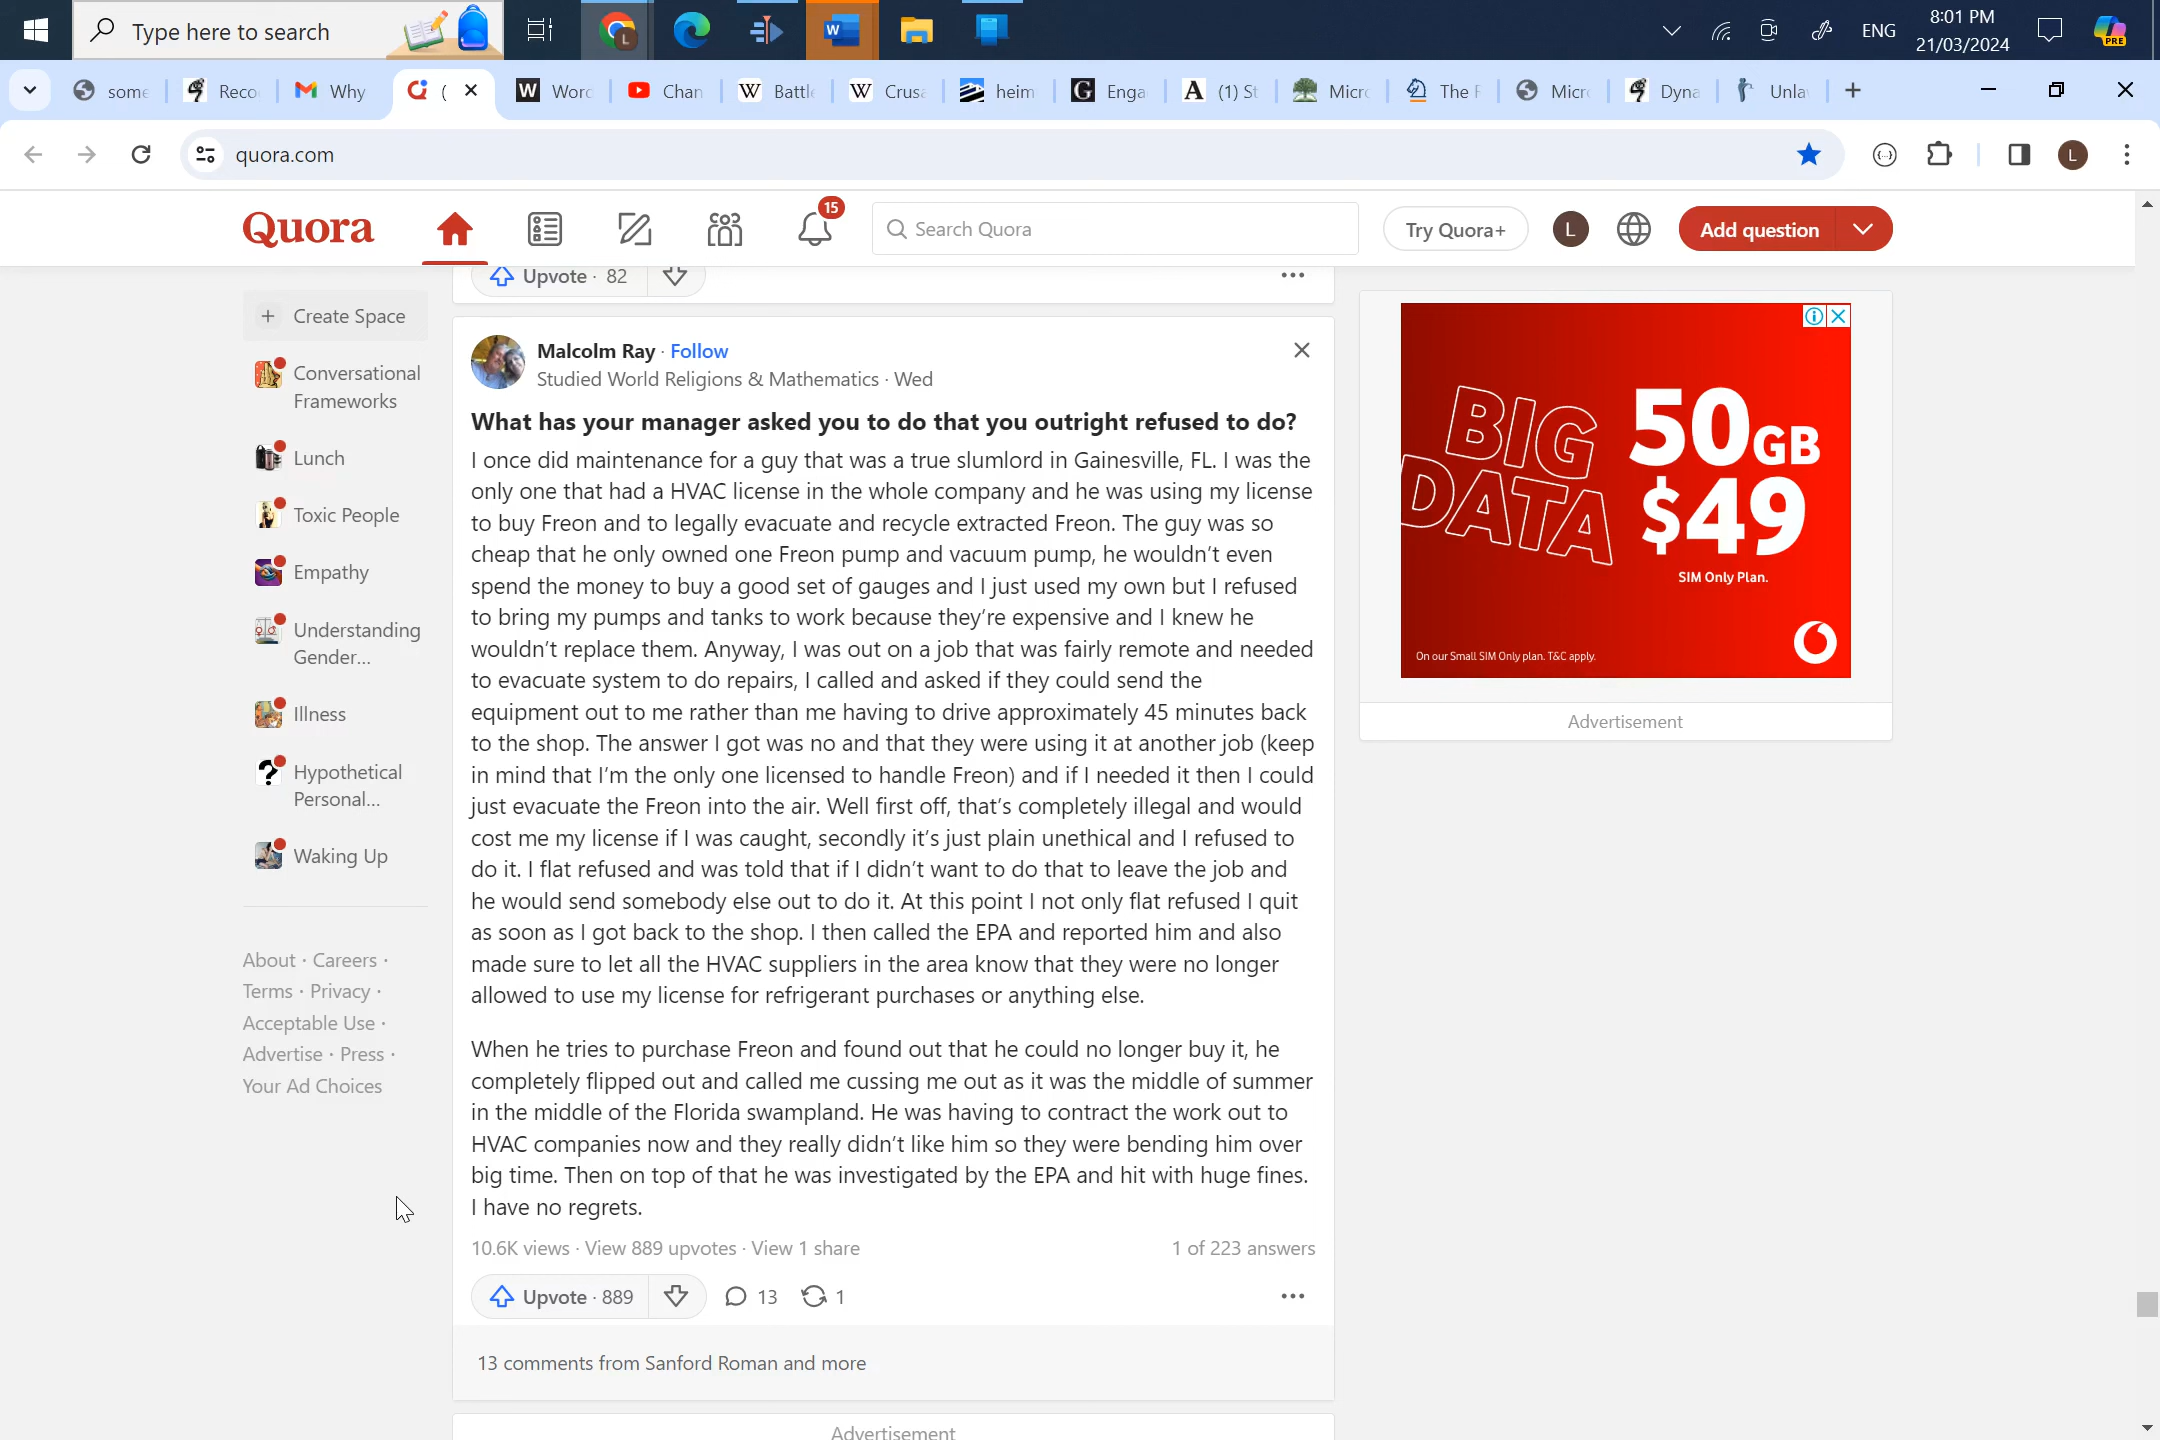 Type here to search
ENG
8:01 PM
21/03/2024
PRE
some
Reco
Why
(
Word
Chan
Battle
Crusa
heim
Enga
(1) St
Micro
The F
Micro
Dyna
Unla
quora.com
L
Quora
15
Search Quora
Try Quora+
L
Add question
Upvote · 82
Create Space
Conversational
Frameworks
Lunch
Toxic People
Empathy
Understanding
Gender...
Illness
Hypothetical
Personal...
Waking Up
About · Careers ·
Terms · Privacy ·
Acceptable Use ·
Advertise · Press ·
Your Ad Choices
Malcolm Ray · Follow
Studied World Religions & Mathematics · Wed
What has your manager asked you to do that you outright refused to do?
I once did maintenance for a guy that was a true slumlord in Gainesville, FL. I was the
only one that had a HVAC license in the whole company and he was using my license
to buy Freon and to legally evacuate and recycle extracted Freon. The guy was so
cheap that he only owned one Freon pump and vacuum pump, he wouldn't even
spend the money to buy a good set of gauges and I just used my own but I refused
to bring my pumps and tanks to work because they're expensive and I knew he
wouldn't replace them. Anyway, I was out on a job that was fairly remote and needed
to evacuate system to do repairs, I called and asked if they could send the
equipment out to me rather than me having to drive approximately 45 minutes back
to the shop. The answer I got was no and that they were using it at another job (keep
in mind that I'm the only one licensed to handle Freon) and if I needed it then I could
just evacuate the Freon into the air. Well first off, that's completely illegal and would
cost me my license if I was caught, secondly it's just plain unethical and I refused to
do it. I flat refused and was told that if I didn't want to do that to leave the job and
he would send somebody else out to do it. At this point I not only flat refused I quit
as soon as I got back to the shop. I then called the EPA and reported him and also
made sure to let all the HVAC suppliers in the area know that they were no longer
allowed to use my license for refrigerant purchases or anything else.
When he tries to purchase Freon and found out that he could no longer buy it, he
completely flipped out and called me cussing me out as it was the middle of summer
in the middle of the Florida swampland. He was having to contract the work out to
HVAC companies now and they really didn't like him so they were bending him over
big time. Then on top of that he was investigated by the EPA and hit with huge fines.
I have no regrets.
10.6K views · View 889 upvotes · View 1 share
1 of 223 answers
Upvote · 889
13
1
13 comments from Sanford Roman and more
Advertisement
BIG
DATA
50GB
$49
SIM Only Plan.
On our Small SIM Only plan. T&C apply.
Advertisement